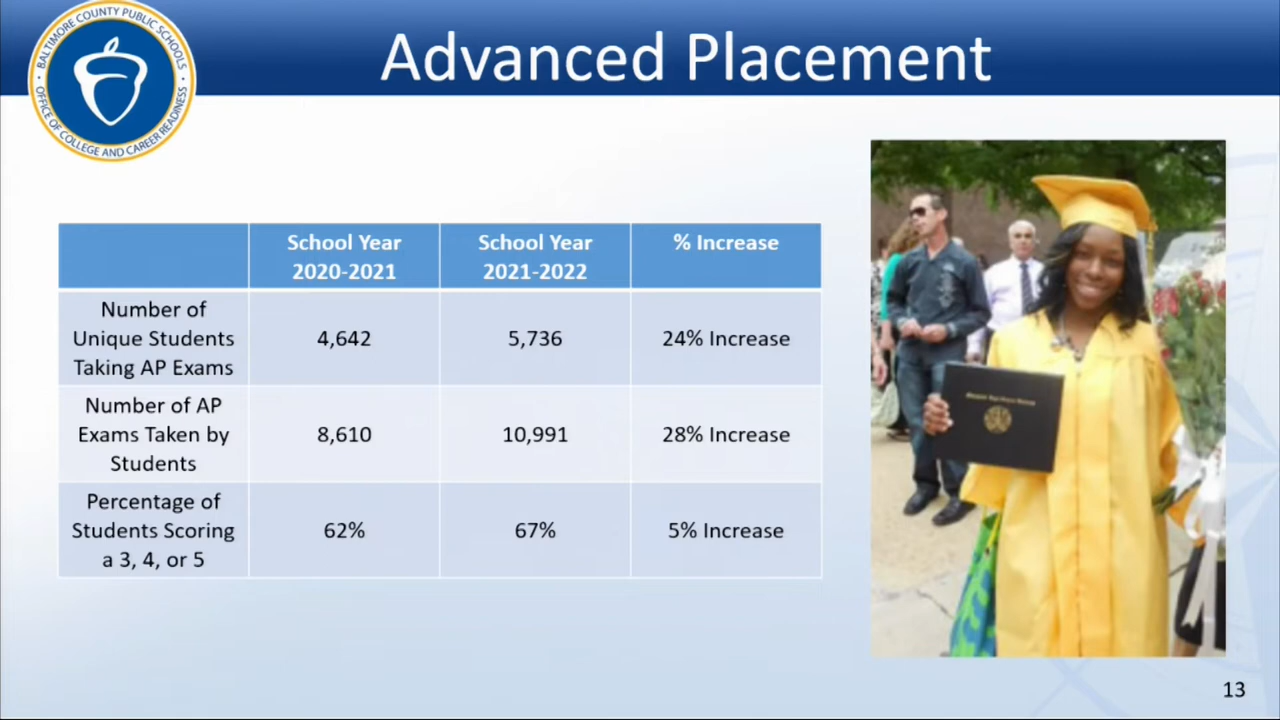 BALTIMORE COUNTY PUBLIC SCHOOLS
OFFICE OF COLLEGE AND CAREER READINESS
Advanced Placement
School Year
2020-2021
School Year
2021-2022
% Increase
Number of
Unique Students
Taking AP Exams
4,642
5,736
24% Increase
Number of AP
Exams Taken by
Students
8,610
10,991
28% Increase
Percentage of
Students Scoring
a 3, 4, or 5
62%
67%
5% Increase
13